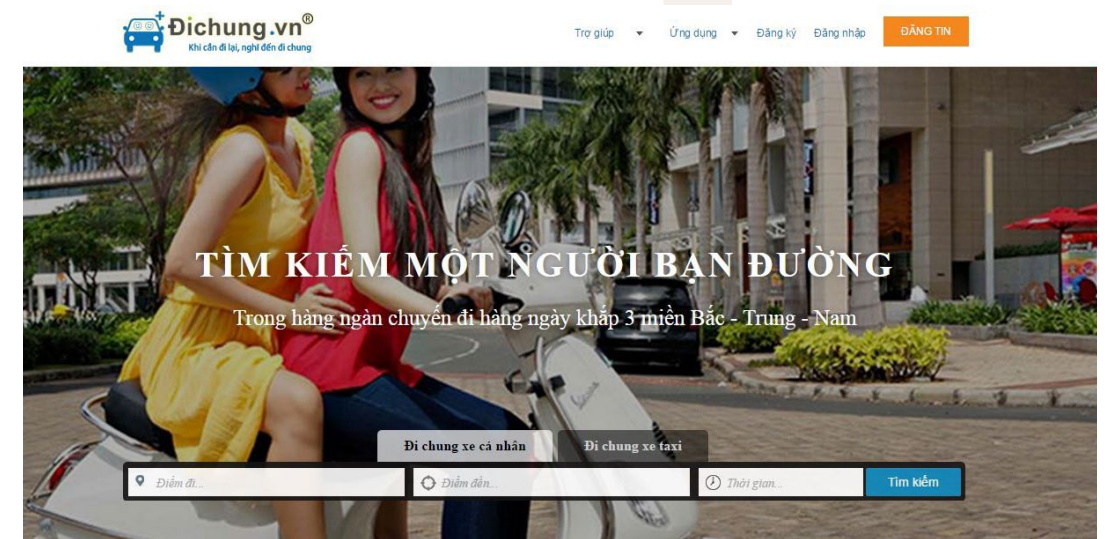 Đichung.vn®
Khi cần đi lại, nghĩ đến đi chung
Trợ giúp Ứng dụng Đăng ký Đăng nhập ĐĂNG TIN
TÌM KIẾM MỘT NGƯỜI BẠN ĐƯỜNG
Trong hàng ngàn chuyến đi hàng ngày khắp 3 miền Bắc - Trung - Nam
Vespa
Đi chung xe cá nhân Đi chung xe taxi
Điểm đi... Điểm đến... Thời gian... Tìm kiếm